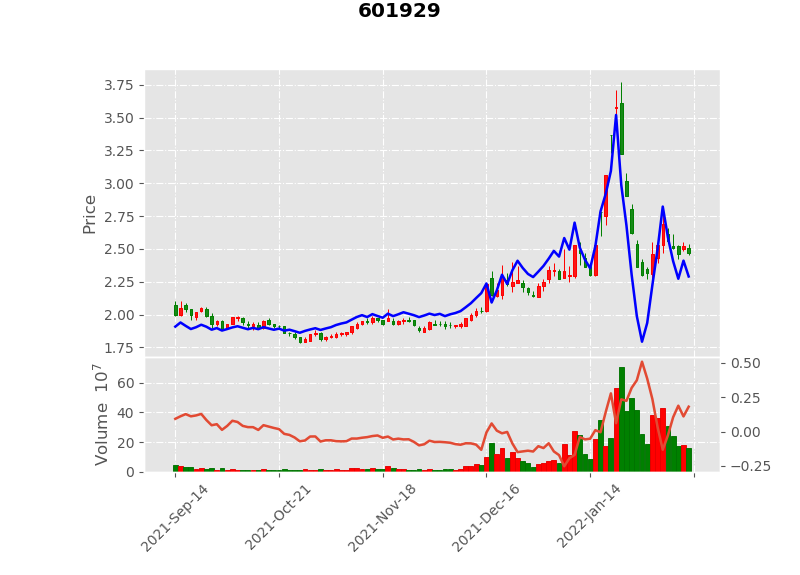 601929
3.75
3.50
3.25
3.00
2.75
2.50
2.25
2.00
1.75
Price
60
40
20
0
Volume 10^7
0.50
0.25
0.00
−0.25
2021-Sep-14
2021-Oct-21
2021-Nov-18
2021-Dec-16
2022-Jan-14